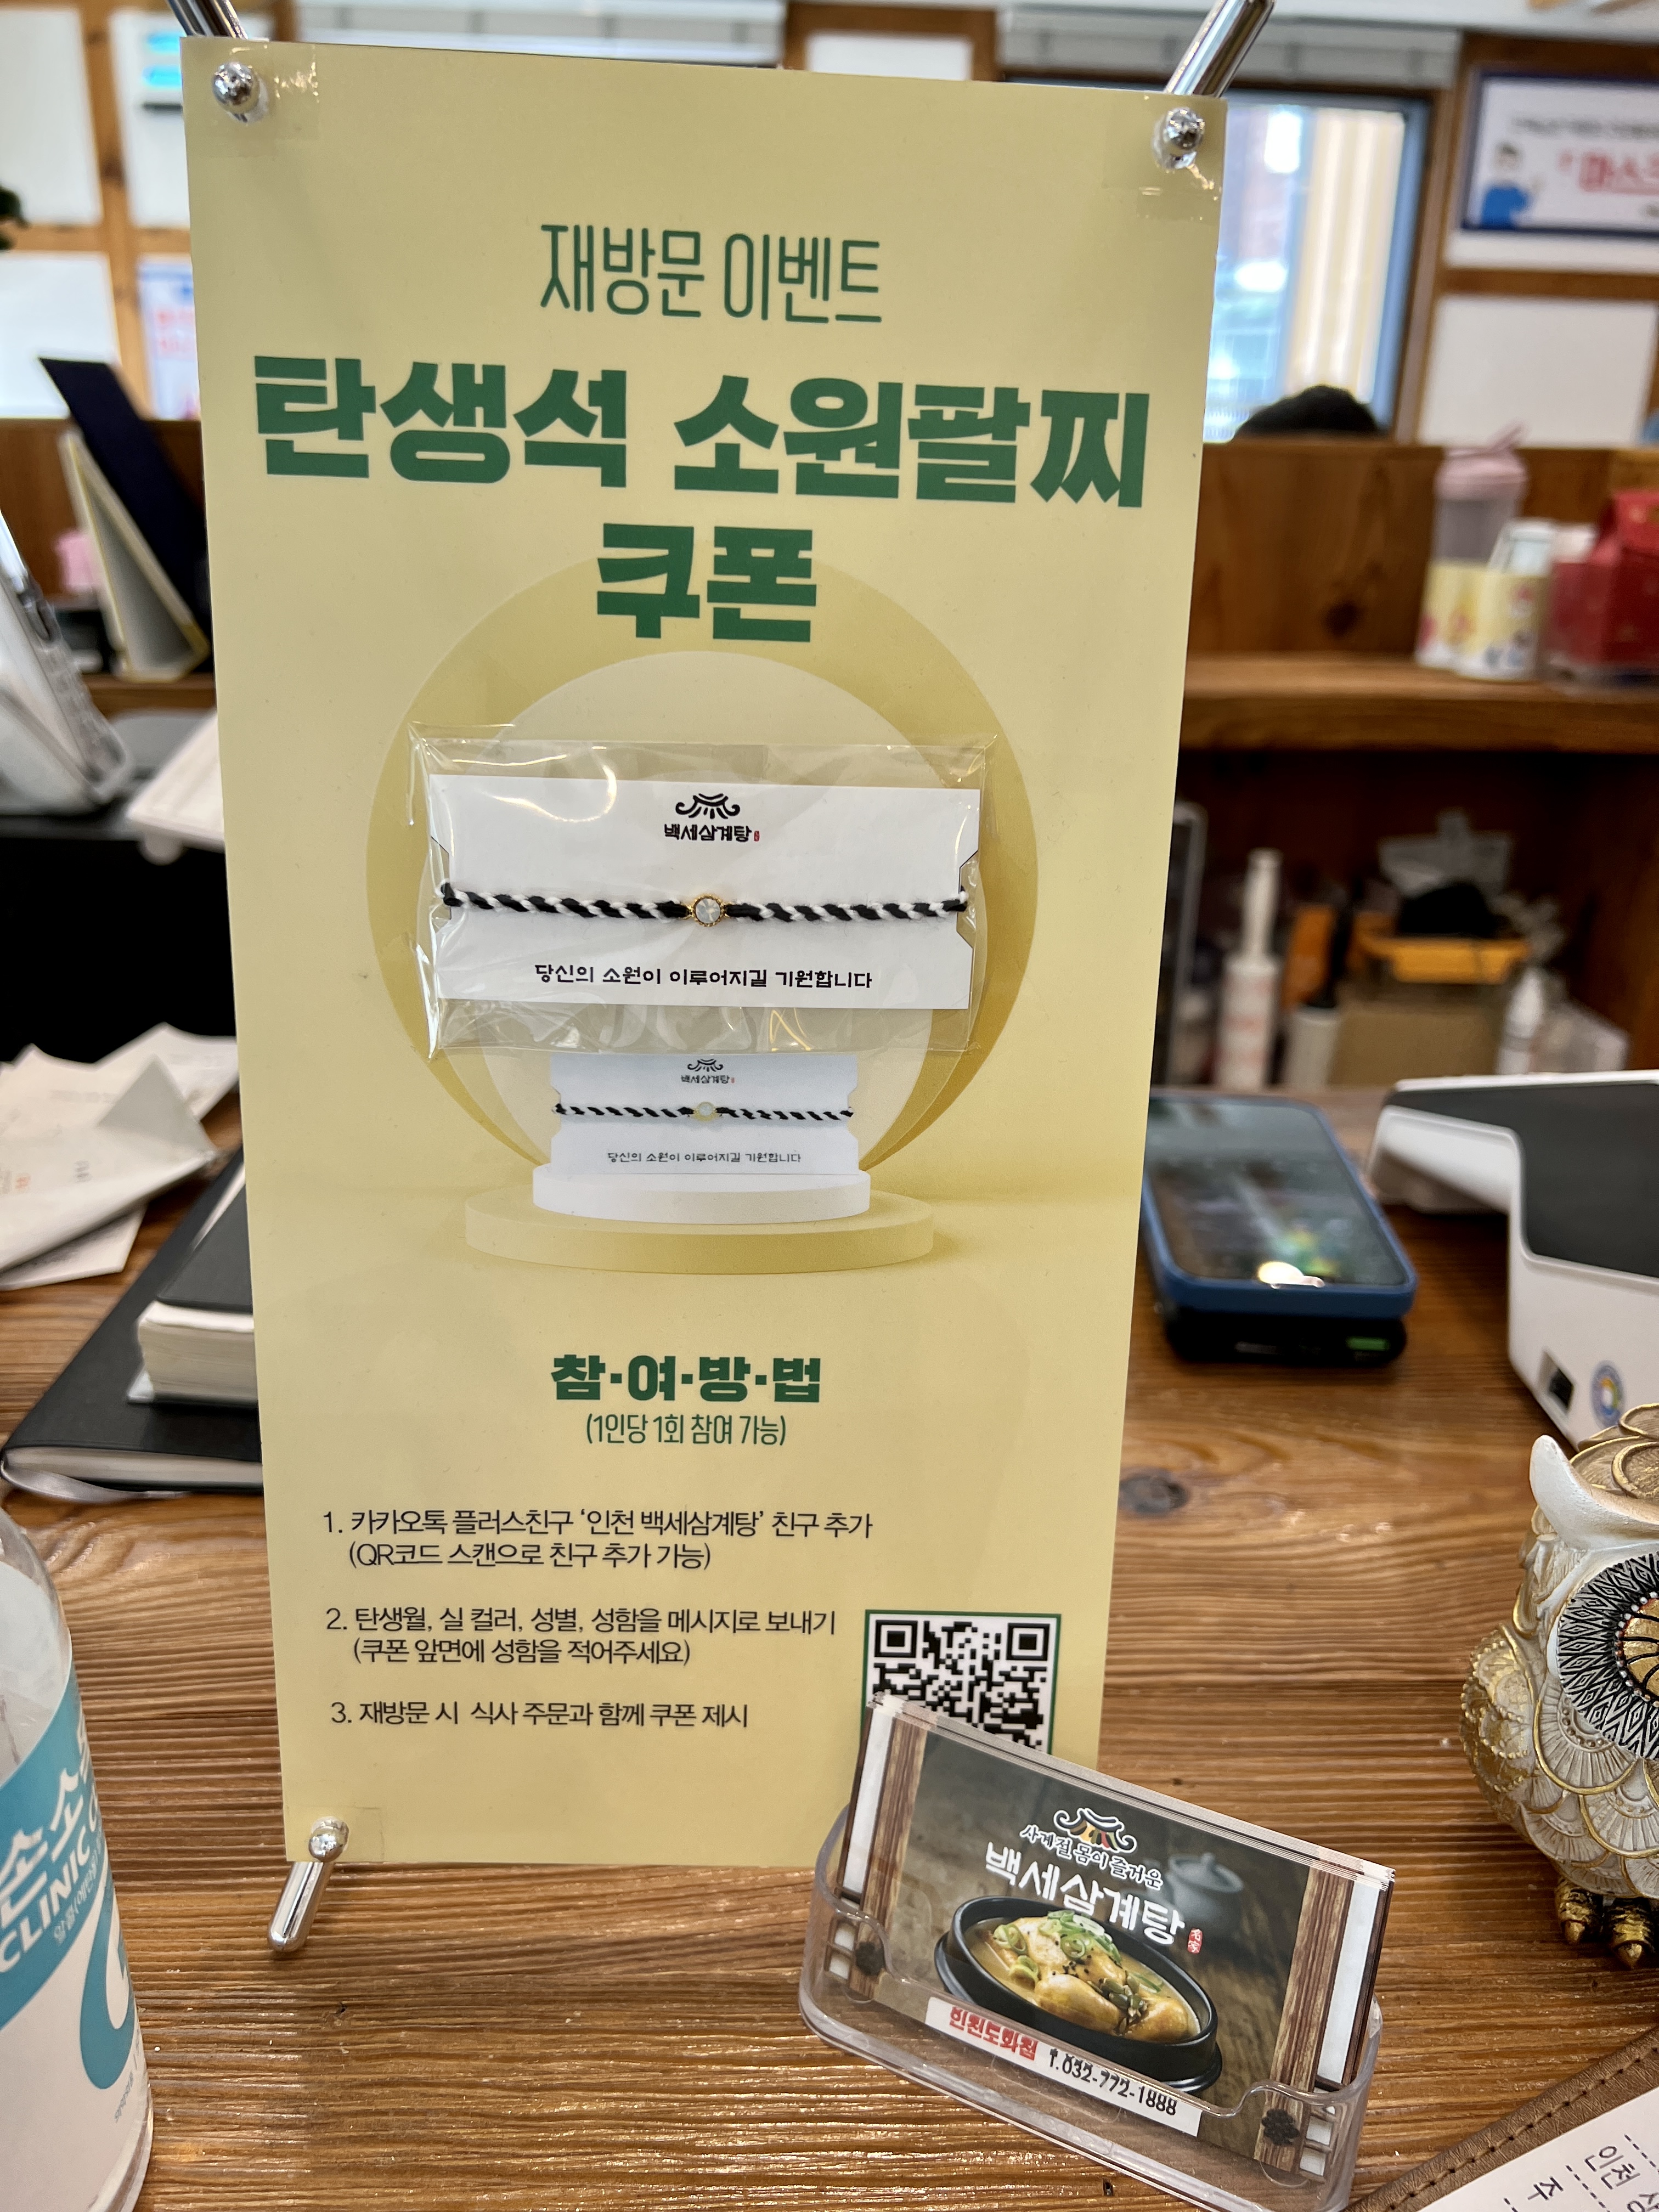 재방문 이벤트
탄생석 소원팔찌
쿠폰
백세삼계탕
당신의 소원이 이루어지길 기원합니다
백세삼계탕
당신의 소원이 이루어지길 기원합니다
참·여·방·법
(1인당 1회 참여 가능)
1. 카카오톡 플러스친구 ‘인천 백세삼계탕’ 친구 추가
(QR코드 스캔으로 친구 추가 가능)
2. 탄생월, 실 컬러, 성별, 성함을 메시지로 보내기
(쿠폰 앞면에 성함을 적어주세요)
3. 재방문 시 식사 주문과 함께 쿠폰 제시
사계절 몸이 즐거운
백세삼계탕
T.032-772-1888
손소
CLINIC
인천
주